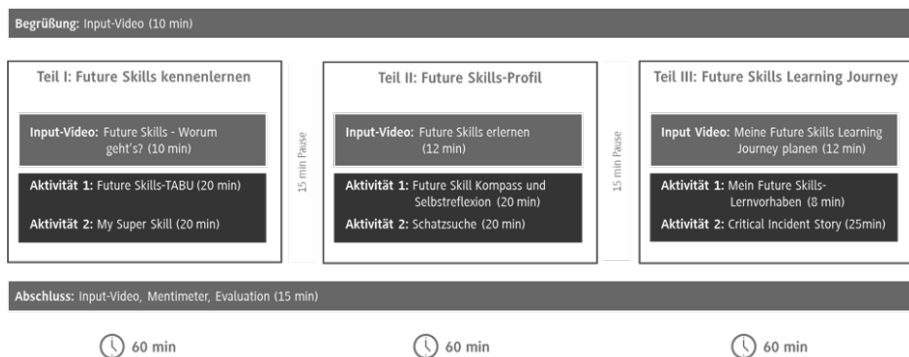 Begrüßung: Input-Video (10 min)
Teil I: Future Skills kennenlernen
Input-Video: Future Skills - Worum
geht's? (10 min)
Aktivität 1: Future Skills-TABU (20 min)
Aktivität 2: My Super Skill (20 min)
15 min Pause
Teil II: Future Skills-Profil
Input-Video: Future Skills erlernen
(12 min)
Aktivität 1: Future Skill Kompass und
Selbstreflexion (20 min)
Aktivität 2: Schatzsuche (20 min)
15 min Pause
Teil III: Future Skills Learning Journey
Input Video: Meine Future Skills Learning
Journey planen (12 min)
Aktivität 1: Mein Future Skills-
Lernvorhaben (8 min)
Aktivität 2: Critical Incident Story (25min)
Abschluss: Input-Video, Mentimeter, Evaluation (15 min)
60 min
60 min
60 min